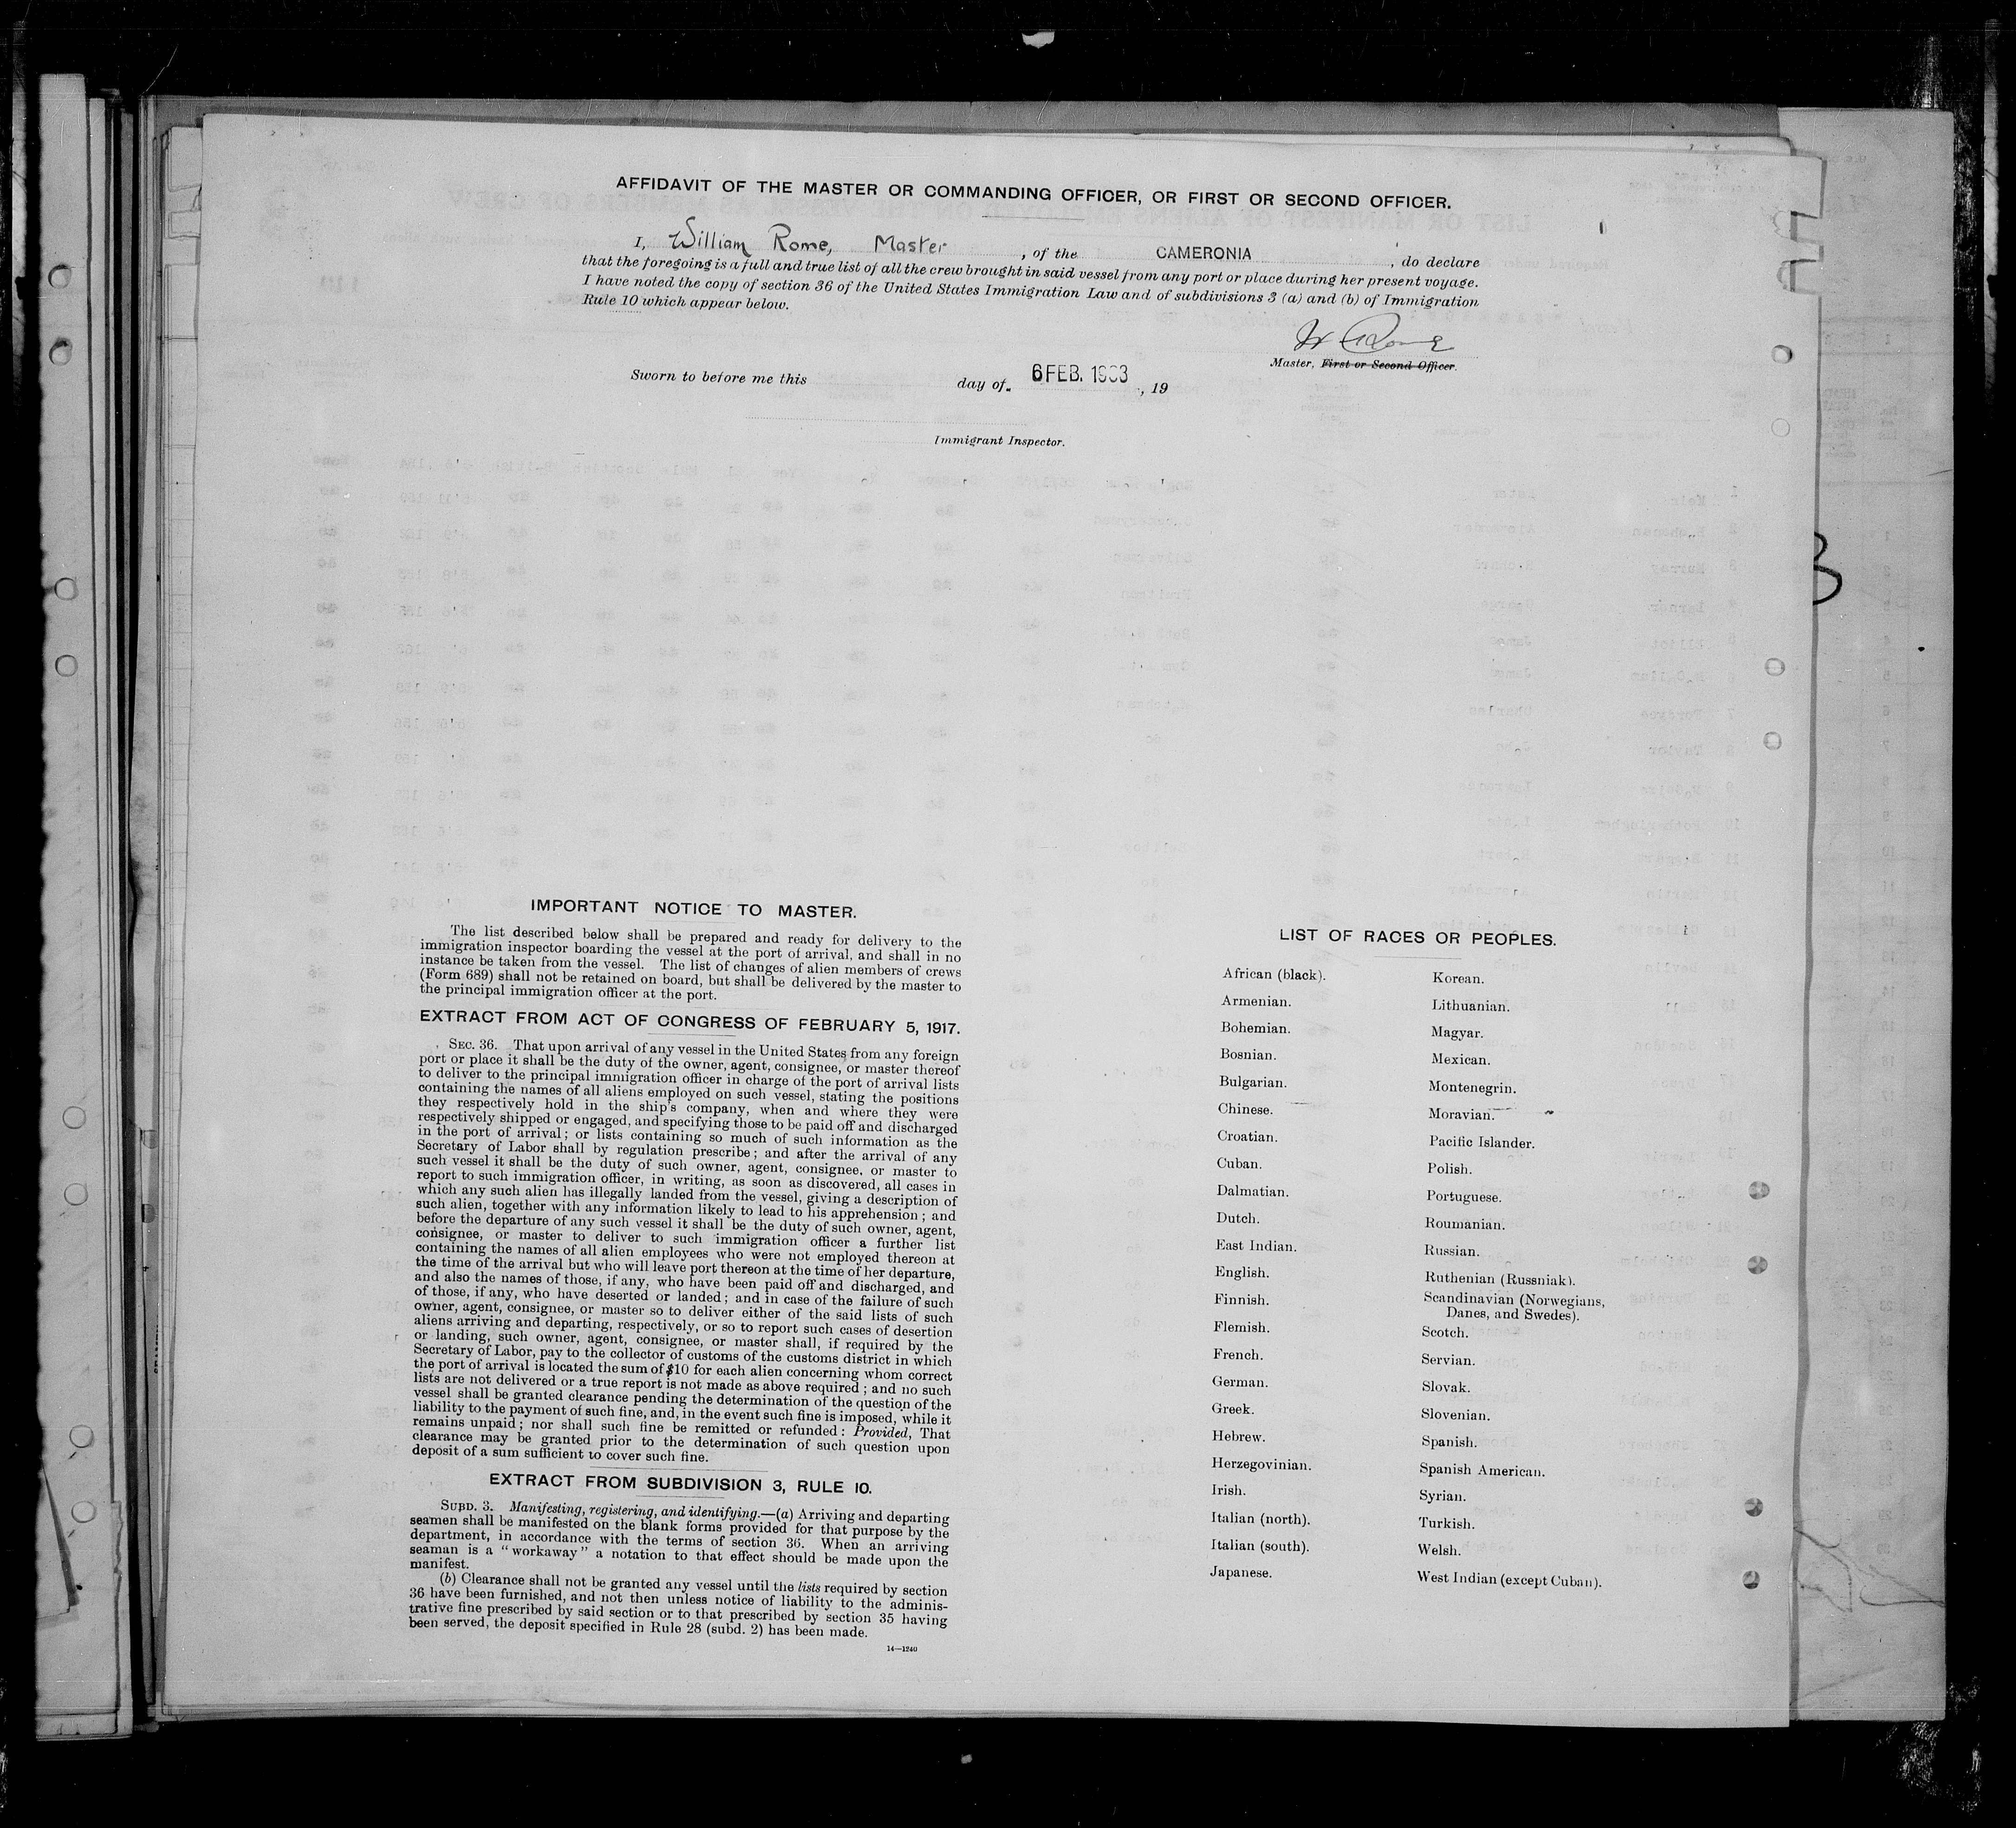 AFFIDAVIT OF THE MASTER OR COMMANDING OFFICER, OR FIRST OR SECOND OFFICER.
I, William Rome, Master, of the CAMERONIA, do declare
that the foregoing is a full and true list of all the crew brought in said vessel from any port or place during her present voyage.
I have noted the copy of section 36 of the United States Immigration Law and of subdivisions 3 (a) and (b) of Immigration
Rule 10 which appear below.
W Rome
Master, First or Second Officer.
Sworn to before me this day of 6 FEB. 1923, 19
Immigrant Inspector.
IMPORTANT NOTICE TO MASTER.
The list described below shall be prepared and ready for delivery to the
immigration inspector boarding the vessel at the port of arrival, and shall in no
instance be taken from the vessel. The list of changes of alien members of crews
(Form 689) shall not be retained on board, but shall be delivered by the master to
the principal immigration officer at the port.
EXTRACT FROM ACT OF CONGRESS OF FEBRUARY 5, 1917.
SEC. 36. That upon arrival of any vessel in the United States from any foreign
port or place it shall be the duty of the owner, agent, consignee, or master thereof
to deliver to the principal immigration officer in charge of the port of arrival lists
containing the names of all aliens employed on such vessel, stating the positions
they respectively hold in the ship's company, when and where they were
respectively shipped or engaged, and specifying those to be paid off and discharged
in the port of arrival; or lists containing so much of such information as the
Secretary of Labor shall by regulation prescribe; and after the arrival of any
such vessel it shall be the duty of such owner, agent, consignee, or master to
report to such immigration officer, in writing, as soon as discovered, all cases in
which any such alien has illegally landed from the vessel, giving a description of
such alien, together with any information likely to lead to his apprehension; and
before the departure of any such vessel it shall be the duty of such owner, agent,
consignee, or master to deliver to such immigration officer a further list
containing the names of all alien employees who were not employed thereon at
the time of the arrival but who will leave port thereon at the time of her departure,
and also the names of those, if any, who have been paid off and discharged, and
of those, if any, who have deserted or landed; and in case of the failure of such
owner, agent, consignee, or master so to deliver either of the said lists of such
aliens arriving and departing, respectively, or so to report such cases of desertion
or landing, such owner, agent, consignee, or master shall, if required by the
Secretary of Labor, pay to the collector of customs of the customs district in which
the port of arrival is located the sum of $10 for each alien concerning whom correct
lists are not delivered or a true report is not made as above required; and no such
vessel shall be granted clearance pending the determination of the question of the
liability to the payment of such fine, and, in the event such fine is imposed, while it
remains unpaid; nor shall such fine be remitted or refunded: Provided, That
clearance may be granted prior to the determination of such question upon
deposit of a sum sufficient to cover such fine.
EXTRACT FROM SUBDIVISION 3, RULE 10.
SUBD. 3. Manifesting, registering, and identifying.—(a) Arriving and departing
seamen shall be manifested on the blank forms provided for that purpose by the
department, in accordance with the terms of section 36. When an arriving
seaman is a "workaway" a notation to that effect should be made upon the
manifest.
(b) Clearance shall not be granted any vessel until the lists required by section
36 have been furnished, and not then unless notice of liability to the adminis-
trative fine prescribed by said section or to that prescribed by section 35 having
been served, the deposit specified in Rule 28 (subd. 2) has been made.
14—1240
LIST OF RACES OR PEOPLES.
African (black).
Armenian.
Bohemian.
Bosnian.
Bulgarian.
Chinese.
Croatian.
Cuban.
Dalmatian.
Dutch.
East Indian.
English.
Finnish.
Flemish.
French.
German.
Greek.
Hebrew.
Herzegovinian.
Irish.
Italian (north).
Italian (south).
Japanese.
Korean.
Lithuanian.
Magyar.
Mexican.
Montenegrin.
Moravian.
Pacific Islander.
Polish.
Portuguese.
Roumanian.
Russian.
Ruthenian (Russniak).
Scandinavian (Norwegians,
Danes, and Swedes).
Scotch.
Servian.
Slovak.
Slovenian.
Spanish.
Spanish American.
Syrian.
Turkish.
Welsh.
West Indian (except Cuban).